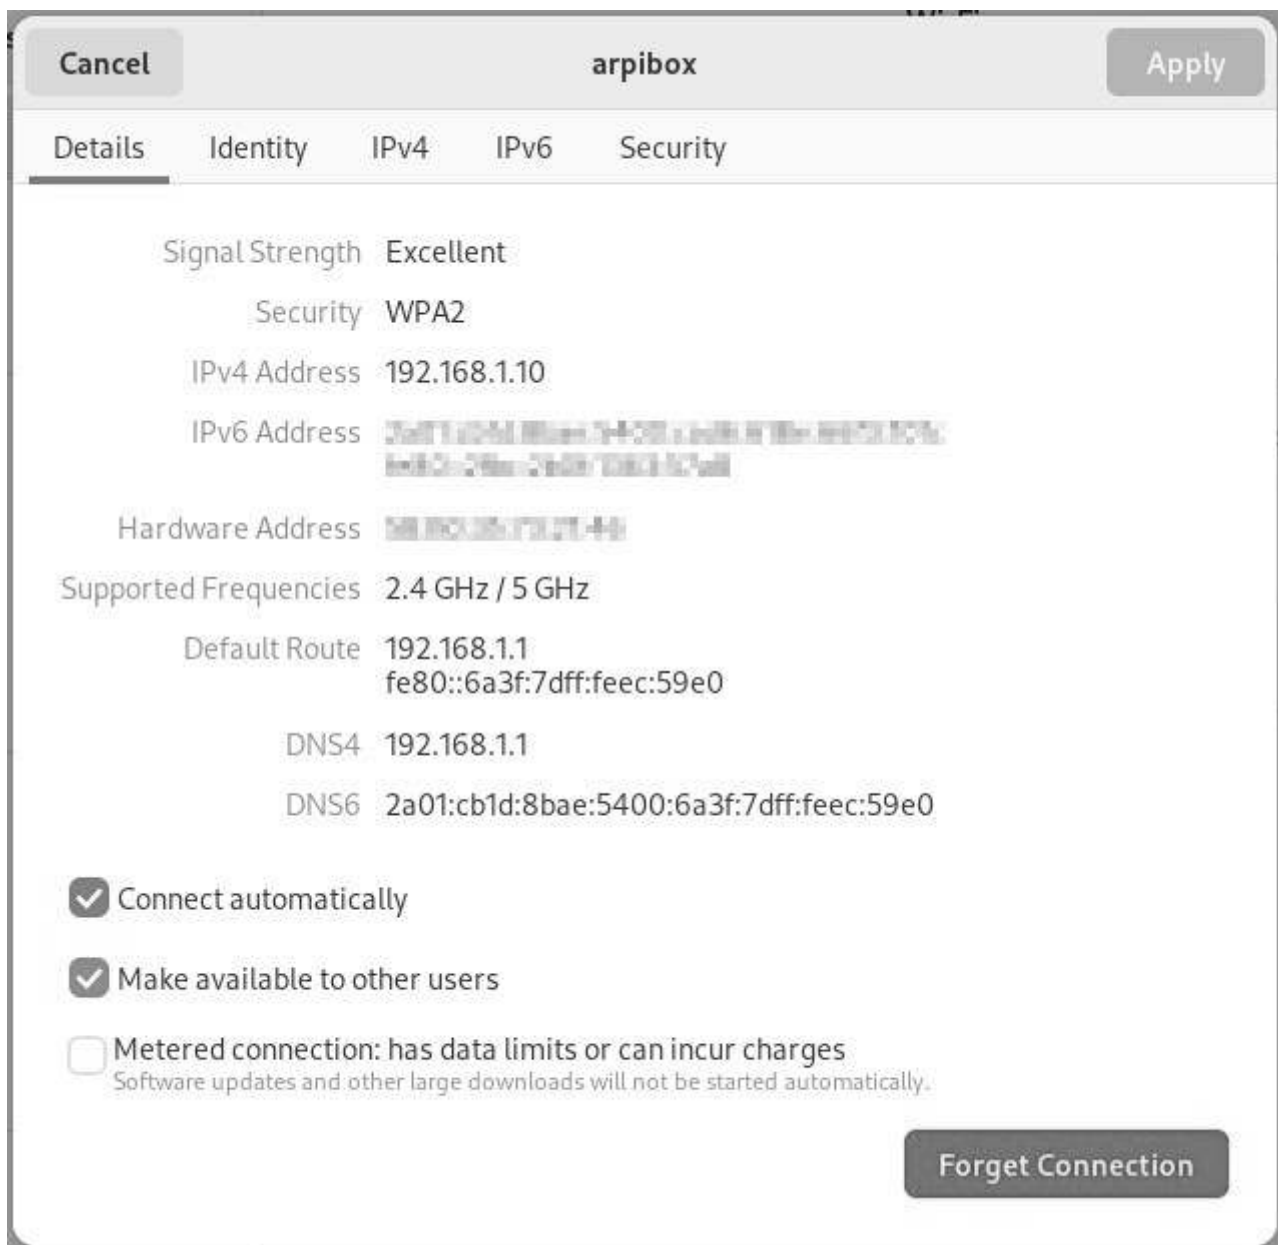 Cancel
arpibox
Apply
Details
Identity
IPv4
IPv6
Security
Signal Strength Excellent
Security WPA2
IPv4 Address 192.168.1.10
IPv6 Address
Hardware Address
Supported Frequencies 2.4 GHz / 5 GHz
Default Route 192.168.1.1
fe80::6a3f:7dff:feec:59e0
DNS4 192.168.1.1
DNS6 2a01:cb1d:8bae:5400:6a3f:7dff:feec:59e0
Connect automatically
Make available to other users
Metered connection: has data limits or can incur charges
Software updates and other large downloads will not be started automatically.
Forget Connection